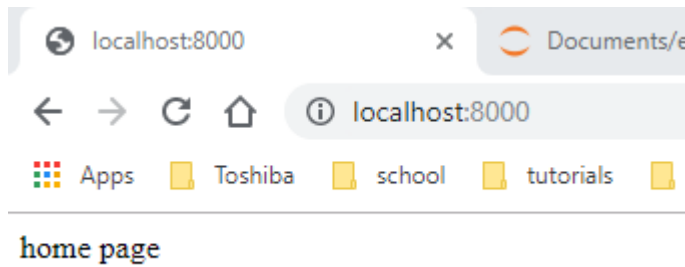 localhost:8000 Documents/e
localhost:8000
Apps Toshiba school tutorials
home page